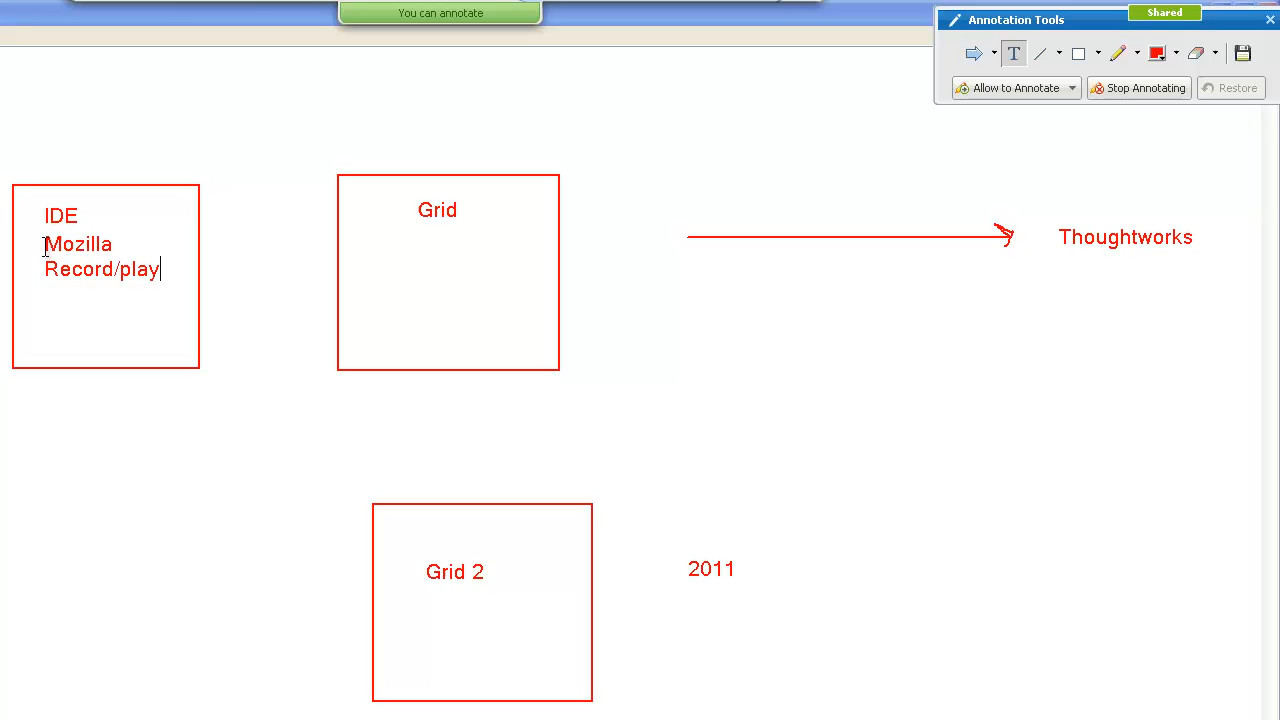 You can annotate
Shared
Annotation Tools
T
Allow to Annotate
Stop Annotating
Restore
IDE
Mozilla
Record/play
Grid
Thoughtworks
Grid 2
2011